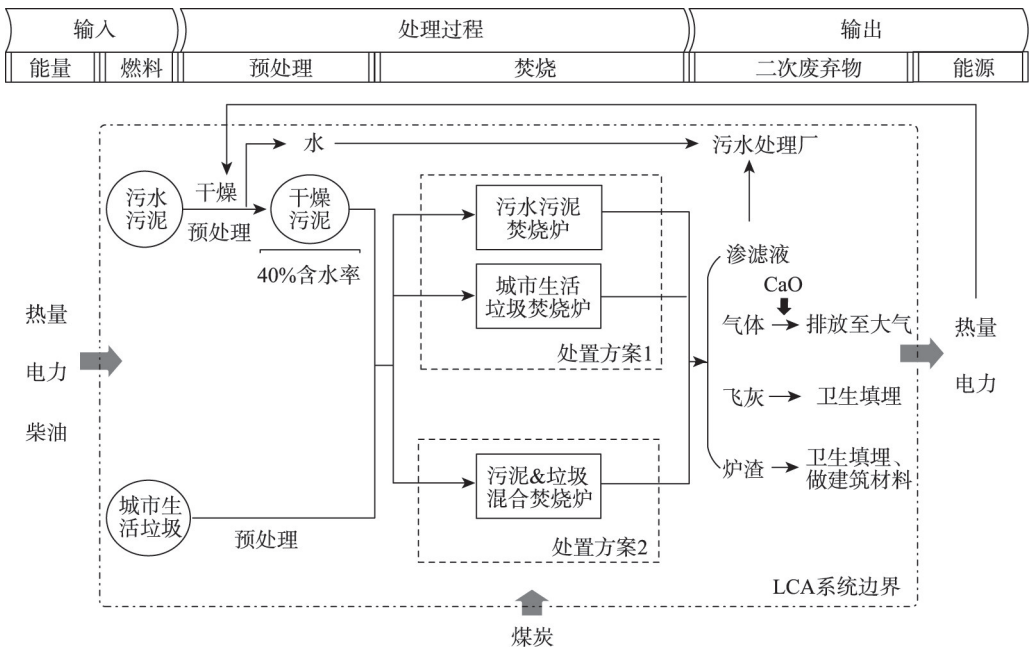 输入
处理过程
输出
能量
燃料
预处理
焚烧
二次废弃物
能源
水
污水处理厂
污水
污泥
干燥
预处理
干燥
污泥
40%含水率
污水污泥
焚烧炉
城市生活
垃圾焚烧炉
处置方案1
渗滤液
CaO
气体
排放至大气
飞灰
卫生填埋
炉渣
卫生填埋、
做建筑材料
热量
电力
柴油
热量
电力
城市生
活垃圾
预处理
污泥&垃圾
混合焚烧炉
处置方案2
LCA系统边界
煤炭